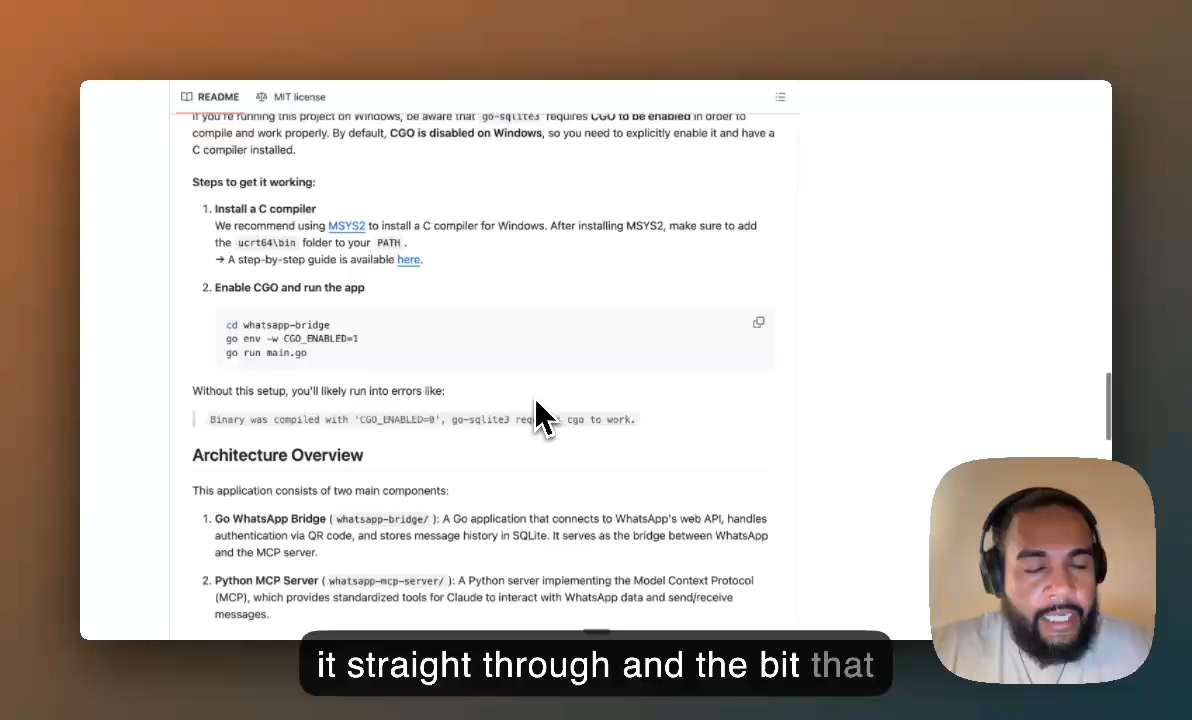 README MIT license
If you're running this project on Windows, be aware that go-sqlite3 requires CGO to be enabled in order to
compile and work properly. By default, CGO is disabled on Windows, so you need to explicitly enable it and have a
C compiler installed.
Steps to get it working:
1. Install a C compiler
We recommend using MSYS2 to install a C compiler for Windows. After installing MSYS2, make sure to add
the ucrt64\bin folder to your PATH.
→ A step-by-step guide is available here.
2. Enable CGO and run the app
cd whatsapp-bridge
go env -w CGO_ENABLED=1
go run main.go
Without this setup, you'll likely run into errors like:
Binary was compiled with 'CGO_ENABLED=0', go-sqlite3 cgo to work.
Architecture Overview
This application consists of two main components:
1. Go WhatsApp Bridge (whatsapp-bridge/): A Go application that connects to WhatsApp's web API, handles
authentication via QR code, and stores message history in SQLite. It serves as the bridge between WhatsApp
and the MCP server.
2. Python MCP Server (whatsapp-mcp-server/): A Python server implementing the Model Context Protocol
(MCP), which provides standardized tools for Claude to interact with WhatsApp data and send/receive
messages.
it straight through and the bit that